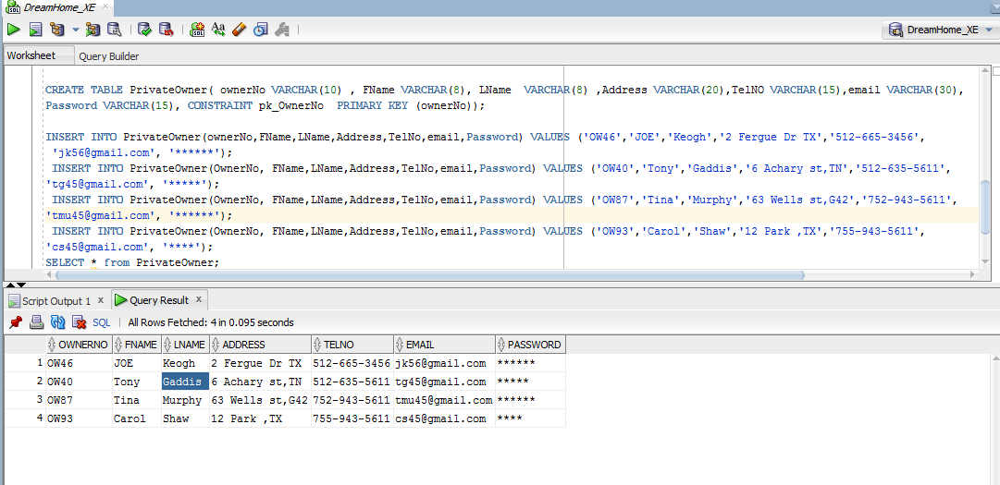 DreamHome_XE ×
DreamHome_XE
Worksheet Query Builder
CREATE TABLE PrivateOwner( ownerNo VARCHAR(10) , FName VARCHAR(8), LName  VARCHAR(8) ,Address VARCHAR(20),TelNO VARCHAR(15),email VARCHAR(30),
Password VARCHAR(15), CONSTRAINT pk_OwnerNo  PRIMARY KEY (ownerNo));
INSERT INTO PrivateOwner(ownerNo,FName,LName,Address,TelNo,email,Password) VALUES ('OW46','JOE','Keogh','2 Fergue Dr TX','512-665-3456',
'jk56@gmail.com', '******');
INSERT INTO PrivateOwner(OwnerNo, FName,LName,Address,TelNo,email,Password) VALUES ('OW40','Tony','Gaddis','6 Achary st,TN','512-635-5611',
'tg45@gmail.com', '*****');
INSERT INTO PrivateOwner(OwnerNo, FName,LName,Address,TelNo,email,Password) VALUES ('OW87','Tina','Murphy','63 Wells st,G42','752-943-5611',
'tmu45@gmail.com', '******');
INSERT INTO PrivateOwner(OwnerNo, FName,LName,Address,TelNo,email,Password) VALUES ('OW93','Carol','Shaw','12 Park ,TX','755-943-5611',
'cs45@gmail.com', '****');
SELECT * from PrivateOwner;
Script Output 1 × Query Result ×
SQL | All Rows Fetched: 4 in 0.095 seconds
OWNERNO FNAME LNAME ADDRESS TELNO EMAIL PASSWORD
1 OW46 JOE Keogh 2 Fergue Dr TX 512-665-3456 jk56@gmail.com ******
2 OW40 Tony Gaddis 6 Achary st,TN 512-635-5611 tg45@gmail.com *****
3 OW87 Tina Murphy 63 Wells st,G42 752-943-5611 tmu45@gmail.com ******
4 OW93 Carol Shaw 12 Park ,TX 755-943-5611 cs45@gmail.com ****